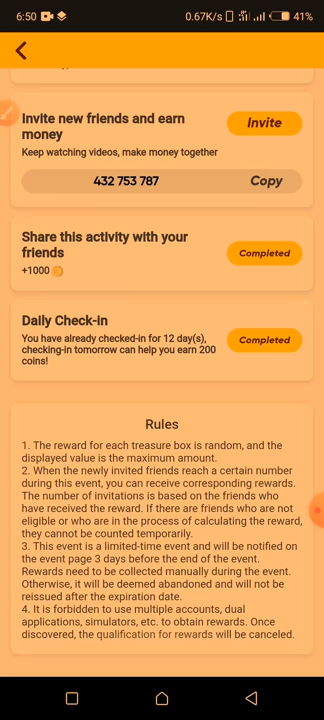 6:50
0.67K/s
41%
Invite new friends and earn
money
Invite
Keep watching videos, make money together
432 753 787
Copy
Share this activity with your
friends
+1000
Completed
Daily Check-in
You have already checked-in for 12 day(s),
checking-in tomorrow can help you earn 200
coins!
Completed
Rules
1. The reward for each treasure box is random, and the
displayed value is the maximum amount.
2. When the newly invited friends reach a certain number
during this event, you can receive corresponding rewards.
The number of invitations is based on the friends who
have received the reward. If there are friends who are not
eligible or who are in the process of calculating the reward,
they cannot be counted temporarily.
3. This event is a limited-time event and will be notified on
the event page 3 days before the end of the event.
Rewards need to be collected manually during the event.
Otherwise, it will be deemed abandoned and will not be
reissued after the expiration date.
4. It is forbidden to use multiple accounts, dual
applications, simulators, etc. to obtain rewards. Once
discovered, the qualification for rewards will be canceled.